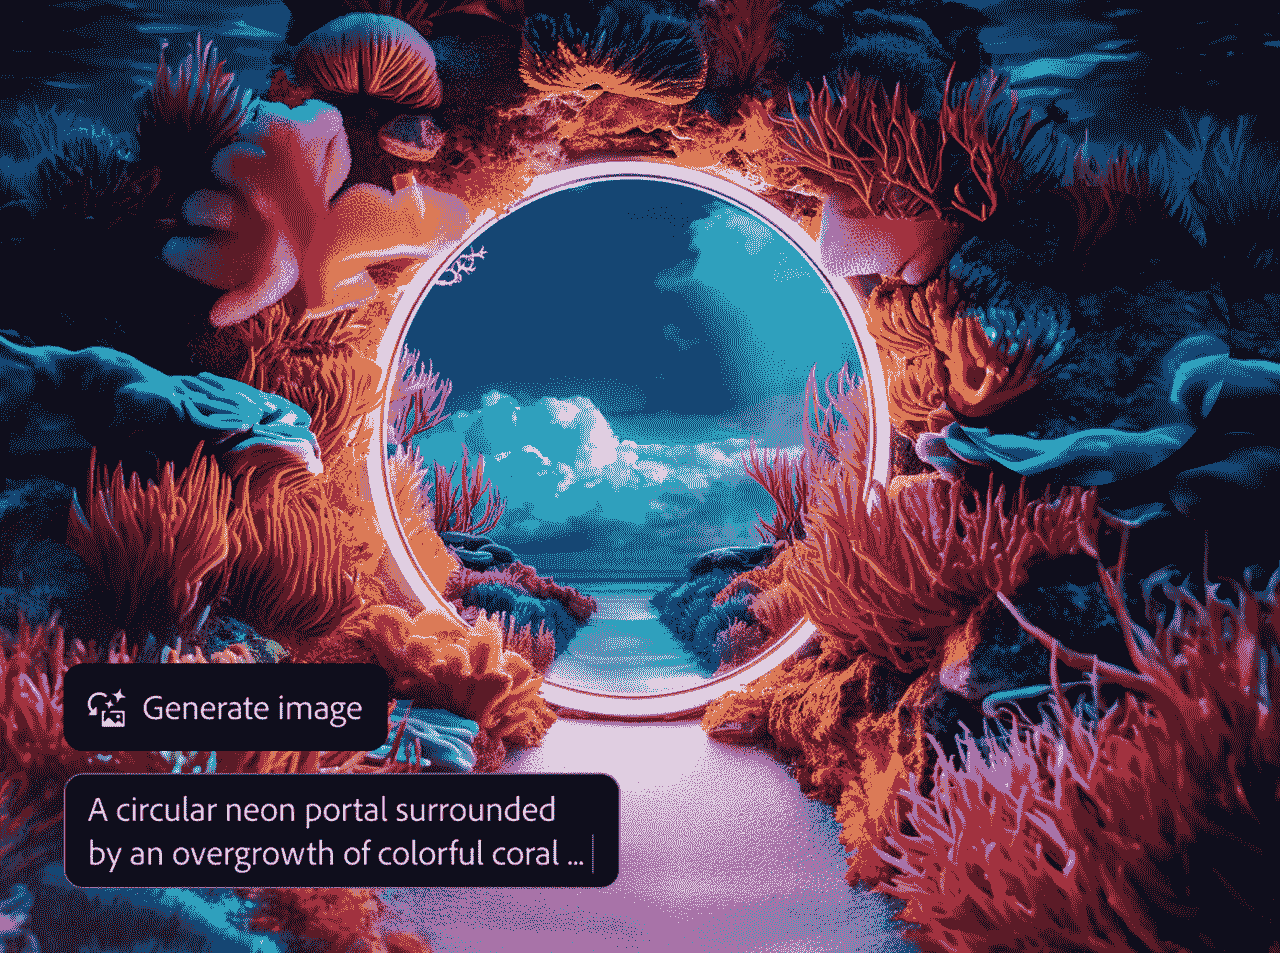 Generate image
A circular neon portal surrounded
by an overgrowth of colorful coral ...